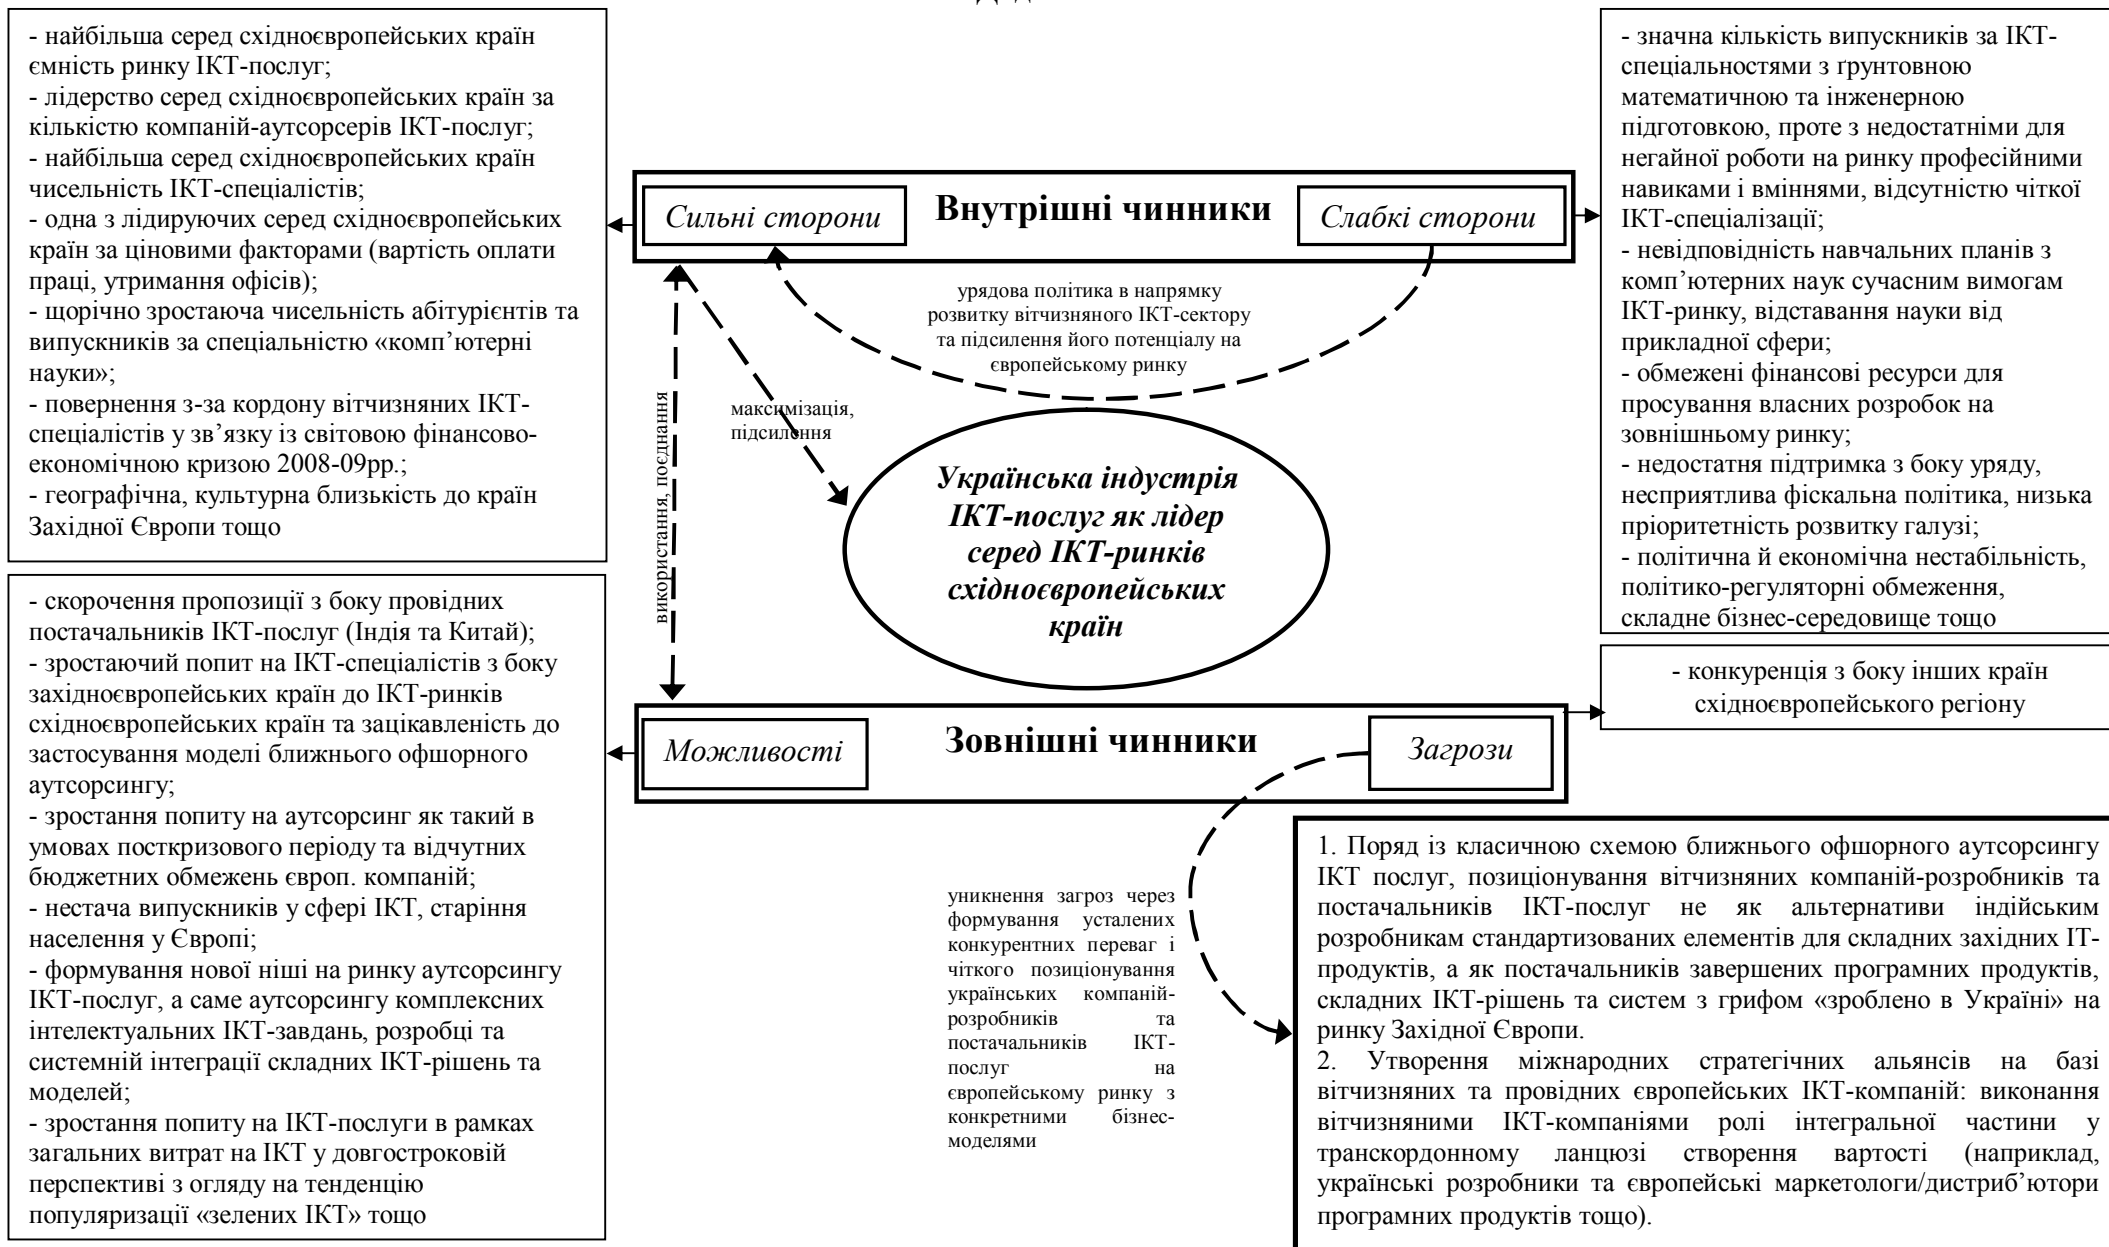 - найбільша серед східноєвропейських країн
ємність ринку ІКТ-послуг;
- лідерство серед східноєвропейських країн за
кількістю компаній-аутсорсерів ІКТ-послуг;
- найбільша серед східноєвропейських країн
чисельність ІКТ-спеціалістів;
- одна з лідируючих серед східноєвропейських
країн за ціновими факторами (вартість оплати
праці, утримання офісів);
- щорічно зростаюча чисельність абітурієнтів та
випускників за спеціальністю «комп’ютерні
науки»;
- повернення з-за кордону вітчизняних ІКТ-
спеціалістів у зв’язку із світовою фінансово-
економічною кризою 2008-09рр.;
- географічна, культурна близькість до країн
Західної Європи тощо
Сильні сторони
Внутрішні чинники
Слабкі сторони
- значна кількість випускників за ІКТ-
спеціальностями з ґрунтовною
математичною та інженерною
підготовкою, проте з недостатніми для
негайної роботи на ринку професійними
навиками і вміннями, відсутністю чіткої
ІКТ-спеціалізації;
- невідповідність навчальних планів з
комп’ютерних наук сучасним вимогам
ІКТ-ринку, відставання науки від
прикладної сфери;
- обмежені фінансові ресурси для
просування власних розробок на
зовнішньому ринку;
- недостатня підтримка з боку уряду,
несприятлива фіскальна політика, низька
пріоритетність розвитку галузі;
- політична й економічна нестабільність,
політико-регуляторні обмеження,
складне бізнес-середовище тощо
урядова політика в напрямку
розвитку вітчизняного ІКТ-сектору
та підсилення його потенціалу на
європейському ринку
використання, поєднання
максимізація,
підсилення
Українська індустрія
ІКТ-послуг як лідер
серед ІКТ-ринків
східноєвропейських
країн
- скорочення пропозиції з боку провідних
постачальників ІКТ-послуг (Індія та Китай);
- зростаючий попит на ІКТ-спеціалістів з боку
західноєвропейських країн до ІКТ-ринків
східноєвропейських країн та зацікавленість до
застосування моделі ближнього офшорного
аутсорсингу;
- зростання попиту на аутсорсинг як такий в
умовах посткризового періоду та відчутних
бюджетних обмежень європ. компаній;
- нестача випускників у сфері ІКТ, старіння
населення у Європі;
- формування нової ніші на ринку аутсорсингу
ІКТ-послуг, а саме аутсорсингу комплексних
інтелектуальних ІКТ-завдань, розробці та
системній інтеграції складних ІКТ-рішень та
моделей;
- зростання попиту на ІКТ-послуги в рамках
загальних витрат на ІКТ у довгостроковій
перспективі з огляду на тенденцію
популяризації «зелених ІКТ» тощо
Можливості
Зовнішні чинники
Загрози
- конкуренція з боку інших країн
східноєвропейського регіону
уникнення загроз через
формування усталених
конкурентних переваг і
чіткого позиціонування
українських компаній-
розробників та
постачальників ІКТ-
послуг на
європейському ринку з
конкретними бізнес-
моделями
1. Поряд із класичною схемою ближнього офшорного аутсорсингу
ІКТ послуг, позиціонування вітчизняних компаній-розробників та
постачальників ІКТ-послуг не як альтернативи індійським
розробникам стандартизованих елементів для складних західних ІТ-
продуктів, а як постачальників завершених програмних продуктів,
складних ІКТ-рішень та систем з грифом «зроблено в Україні» на
ринку Західної Європи.
2. Утворення міжнародних стратегічних альянсів на базі
вітчизняних та провідних європейських ІКТ-компаній: виконання
вітчизняними ІКТ-компаніями ролі інтегральної частини у
транскордонному ланцюзі створення вартості (наприклад,
українські розробники та європейські маркетологи/дистриб’ютори
програмних продуктів тощо).